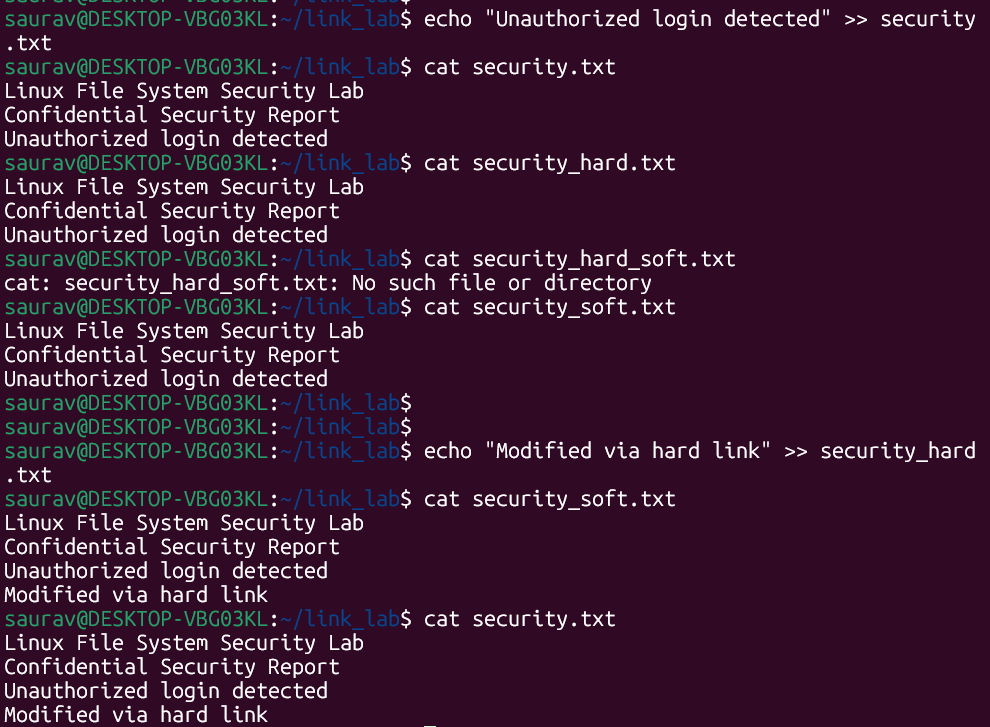 saurav@DESKTOP-VBG03KL:~/link_lab$ echo "Unauthorized login detected" >> security
.txt
saurav@DESKTOP-VBG03KL:~/link_lab$ cat security.txt
Linux File System Security Lab
Confidential Security Report
Unauthorized login detected
saurav@DESKTOP-VBG03KL:~/link_lab$ cat security_hard.txt
Linux File System Security Lab
Confidential Security Report
Unauthorized login detected
saurav@DESKTOP-VBG03KL:~/link_lab$ cat security_hard_soft.txt
cat: security_hard_soft.txt: No such file or directory
saurav@DESKTOP-VBG03KL:~/link_lab$ cat security_soft.txt
Linux File System Security Lab
Confidential Security Report
Unauthorized login detected
saurav@DESKTOP-VBG03KL:~/link_lab$
saurav@DESKTOP-VBG03KL:~/link_lab$
saurav@DESKTOP-VBG03KL:~/link_lab$ echo "Modified via hard link" >> security_hard
.txt
saurav@DESKTOP-VBG03KL:~/link_lab$ cat security_soft.txt
Linux File System Security Lab
Confidential Security Report
Unauthorized login detected
Modified via hard link
saurav@DESKTOP-VBG03KL:~/link_lab$ cat security.txt
Linux File System Security Lab
Confidential Security Report
Unauthorized login detected
Modified via hard link